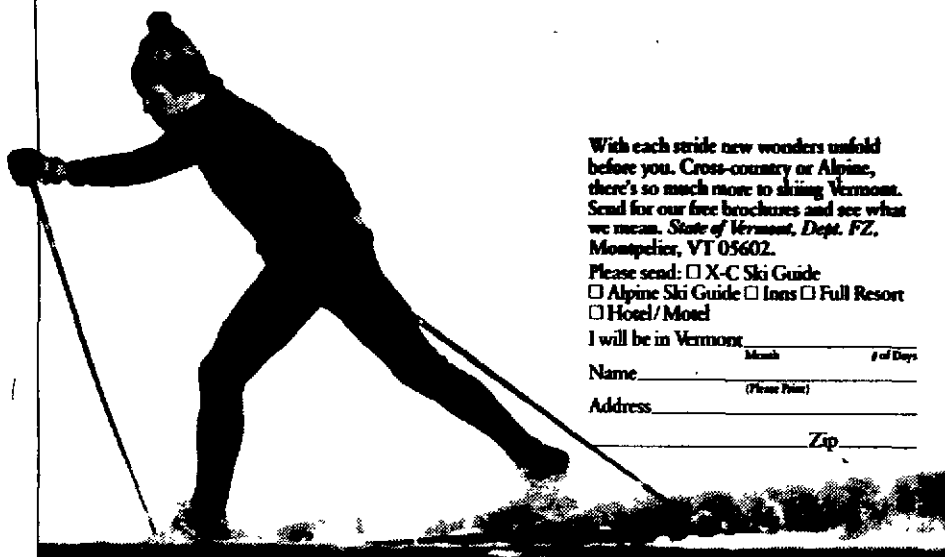 With each stride new wonders unfold
before you. Cross-country or Alpine,
there's so much more to skiing Vermont.
Send for our free brochures and see what
we mean. State of Vermont, Dept. FZ,
Montpelier, VT 05602.
Please send: □ X-C Ski Guide
□ Alpine Ski Guide □ Inns □ Full Resort
□ Hotel/Motel
I will be in Vermont
Month # of Days
Name
(Please Print)
Address
Zip